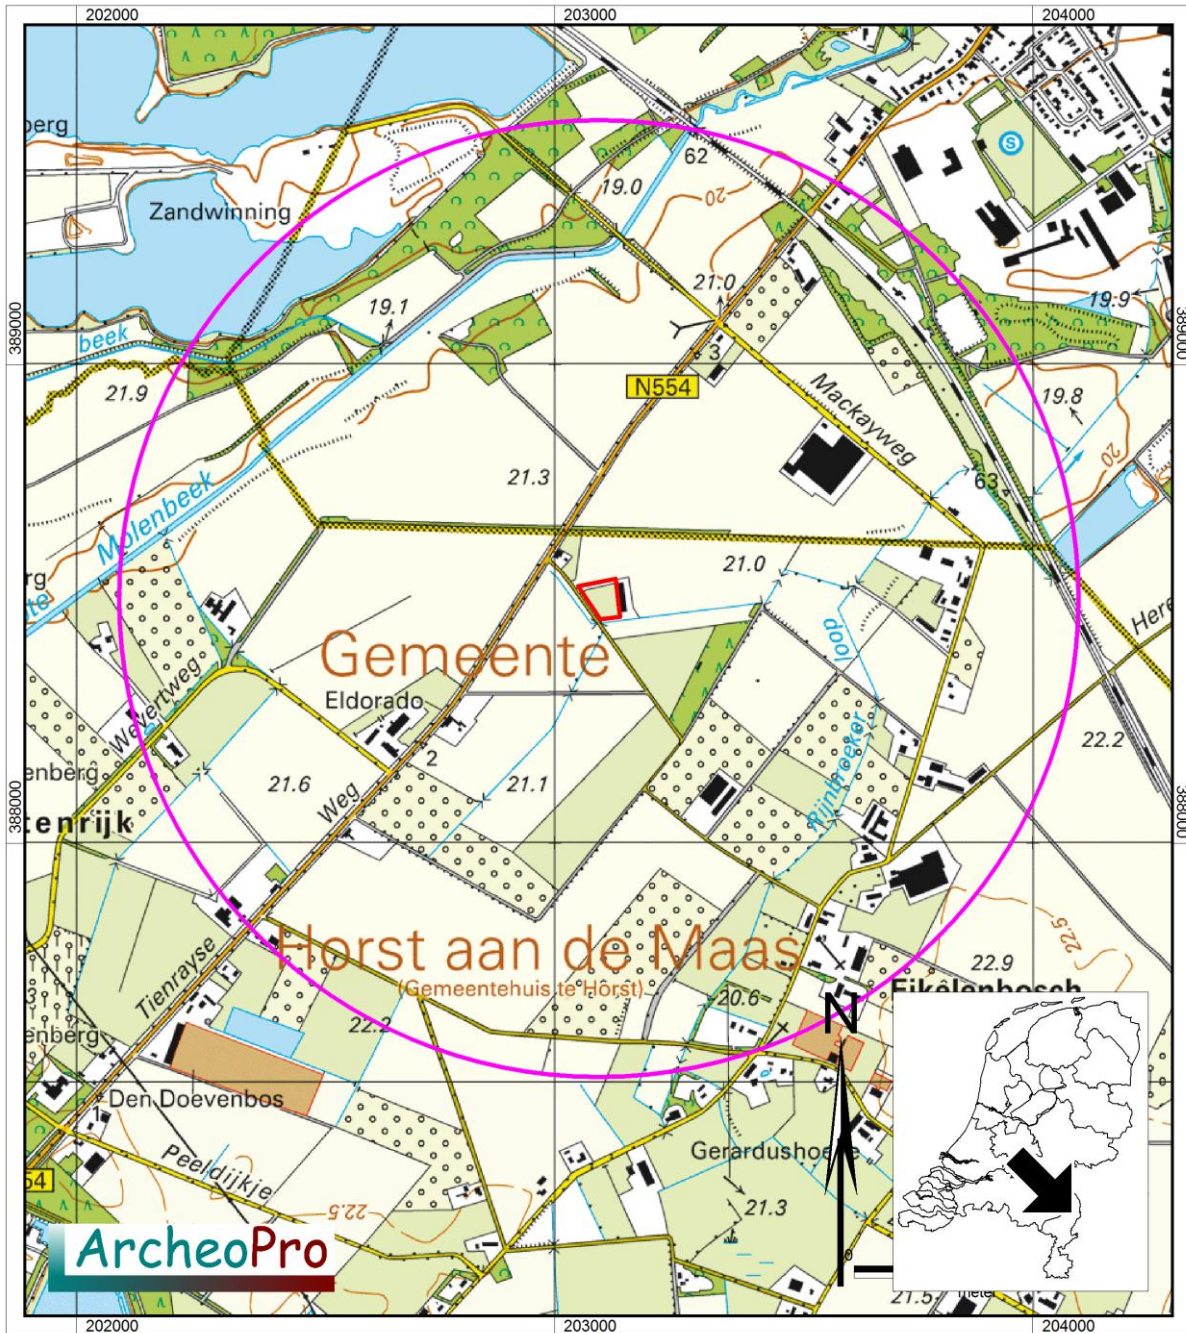 202000
203000
204000
berg
Zandwinning
62
19.0
20
S
21.0
19.1
19.9
389000
389000
beek
21.9
3
N554
Mackayweg
19.8
20
63
21.3
Molenbeek
21.0
rg
te
loop
Here
Gemeente
Wevertweg
Eldorado
22.2
2
enberg
21.6
21.1
Weg
Rijnbroeker
388000
388000
tenrijk
Horst aan de Maas
(Gemeentehuis te Horst)
Tienrayse
22.5
22.9
Eikelenbosch
20.6
N
22.2
enberg
1
Den Doevenbos
Peeldijkje
Gerardushoeve
54
22.5
21.3
ArcheoPro
0
21.5
meter
202000
203000
204000